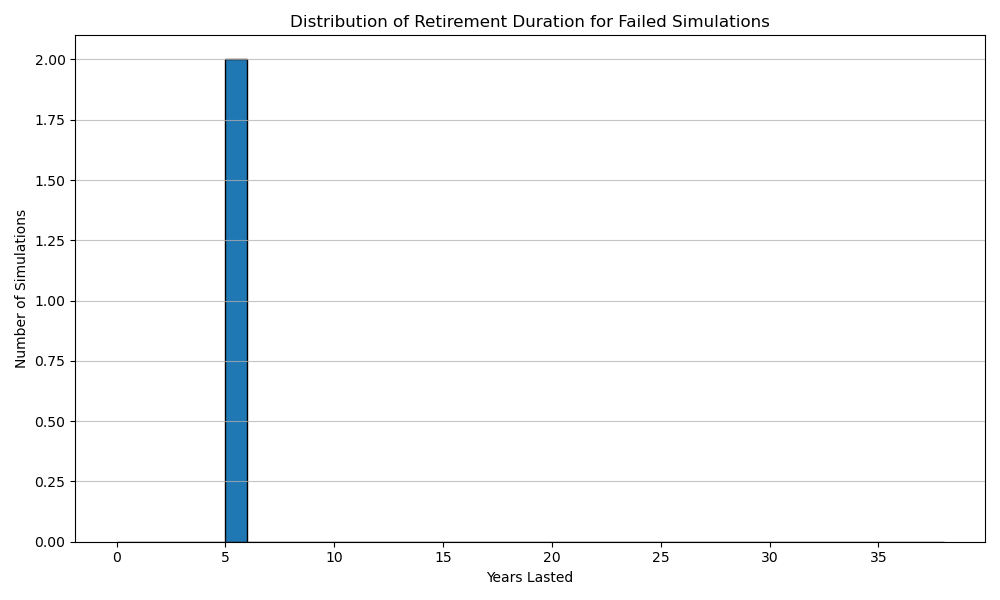 Distribution of Retirement Duration for Failed Simulations
2.00
1.75
1.50
1.25
1.00
0.75
0.50
0.25
0.00
Number of Simulations
0 5 10 15 20 25 30 35
Years Lasted